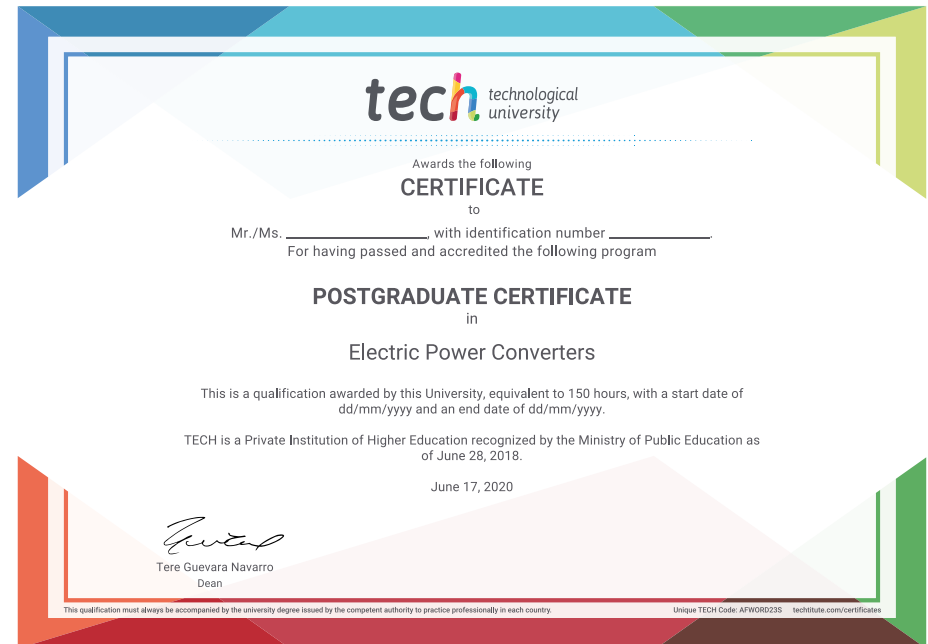 tech technological
university
Awards the following
CERTIFICATE
to
Mr./Ms. ____________________, with identification number ______________.
For having passed and accredited the following program
POSTGRADUATE CERTIFICATE
in
Electric Power Converters
This is a qualification awarded by this University, equivalent to 150 hours, with a start date of
dd/mm/yyyy and an end date of dd/mm/yyyy.
TECH is a Private Institution of Higher Education recognized by the Ministry of Public Education as
of June 28, 2018.
June 17, 2020
Tere Guevara Navarro
Dean
This qualification must always be accompanied by the university degree issued by the competent authority to practice professionally in each country. Unique TECH Code: AFWORD23S techtitute.com/certificates